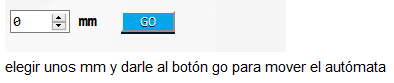 0 mm GO
elegir unos mm y darle al botón go para mover el autómata